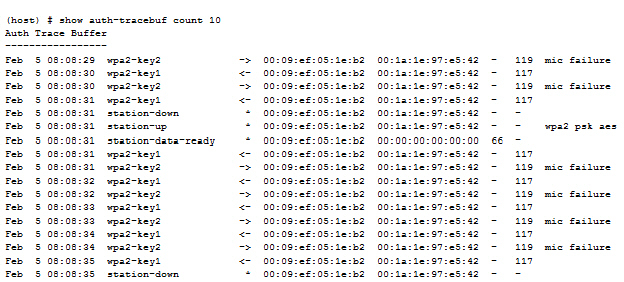 (host) # show auth-tracebuf count 10
Auth Trace Buffer
-----------------
Feb 5 08:08:29 wpa2-key2 -> 00:09:ef:05:1e:b2 00:1a:1e:97:e5:42 - 119 mic failure
Feb 5 08:08:30 wpa2-key1 <- 00:09:ef:05:1e:b2 00:1a:1e:97:e5:42 - 117
Feb 5 08:08:30 wpa2-key2 -> 00:09:ef:05:1e:b2 00:1a:1e:97:e5:42 - 119 mic failure
Feb 5 08:08:31 wpa2-key1 <- 00:09:ef:05:1e:b2 00:1a:1e:97:e5:42 - 117
Feb 5 08:08:31 station-down * 00:09:ef:05:1e:b2 00:1a:1e:97:e5:42 - -
Feb 5 08:08:31 station-up * 00:09:ef:05:1e:b2 00:1a:1e:97:e5:42 - - wpa2 psk aes
Feb 5 08:08:31 station-data-ready * 00:09:ef:05:1e:b2 00:00:00:00:00:00 66 -
Feb 5 08:08:31 wpa2-key1 <- 00:09:ef:05:1e:b2 00:1a:1e:97:e5:42 - 117
Feb 5 08:08:31 wpa2-key2 -> 00:09:ef:05:1e:b2 00:1a:1e:97:e5:42 - 119 mic failure
Feb 5 08:08:32 wpa2-key1 <- 00:09:ef:05:1e:b2 00:1a:1e:97:e5:42 - 117
Feb 5 08:08:32 wpa2-key2 -> 00:09:ef:05:1e:b2 00:1a:1e:97:e5:42 - 119 mic failure
Feb 5 08:08:33 wpa2-key1 <- 00:09:ef:05:1e:b2 00:1a:1e:97:e5:42 - 117
Feb 5 08:08:33 wpa2-key2 -> 00:09:ef:05:1e:b2 00:1a:1e:97:e5:42 - 119 mic failure
Feb 5 08:08:34 wpa2-key1 <- 00:09:ef:05:1e:b2 00:1a:1e:97:e5:42 - 117
Feb 5 08:08:34 wpa2-key2 -> 00:09:ef:05:1e:b2 00:1a:1e:97:e5:42 - 119 mic failure
Feb 5 08:08:35 wpa2-key1 <- 00:09:ef:05:1e:b2 00:1a:1e:97:e5:42 - 117
Feb 5 08:08:35 station-down * 00:09:ef:05:1e:b2 00:1a:1e:97:e5:42 - -